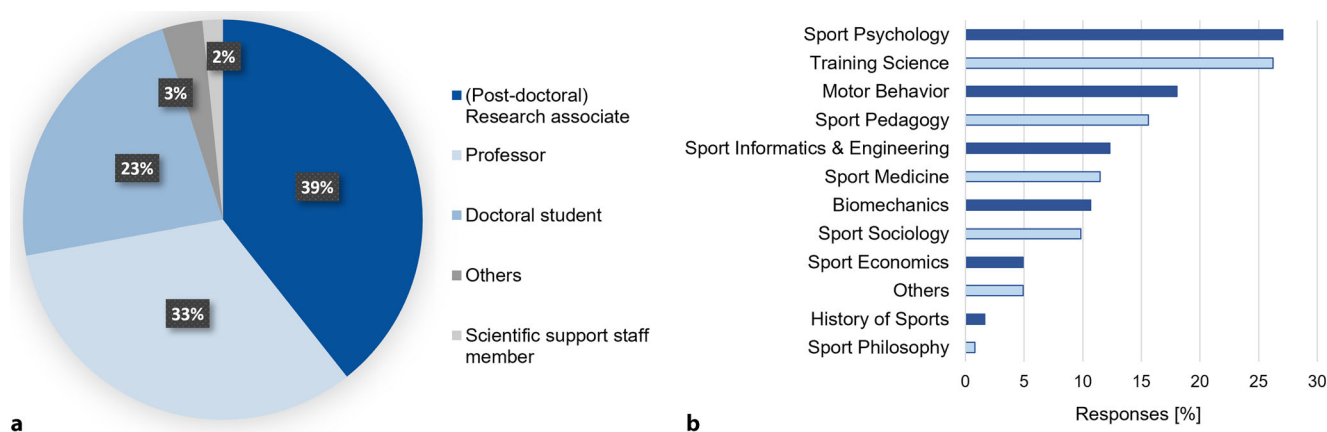 2%
3%
23%
39%
33%
(Post-doctoral)
Research associate
Professor
Doctoral student
Others
Scientific support staff
member
a
Sport Psychology
Training Science
Motor Behavior
Sport Pedagogy
Sport Informatics & Engineering
Sport Medicine
Biomechanics
Sport Sociology
Sport Economics
Others
History of Sports
Sport Philosophy
0 5 10 15 20 25 30
Responses [%]
b